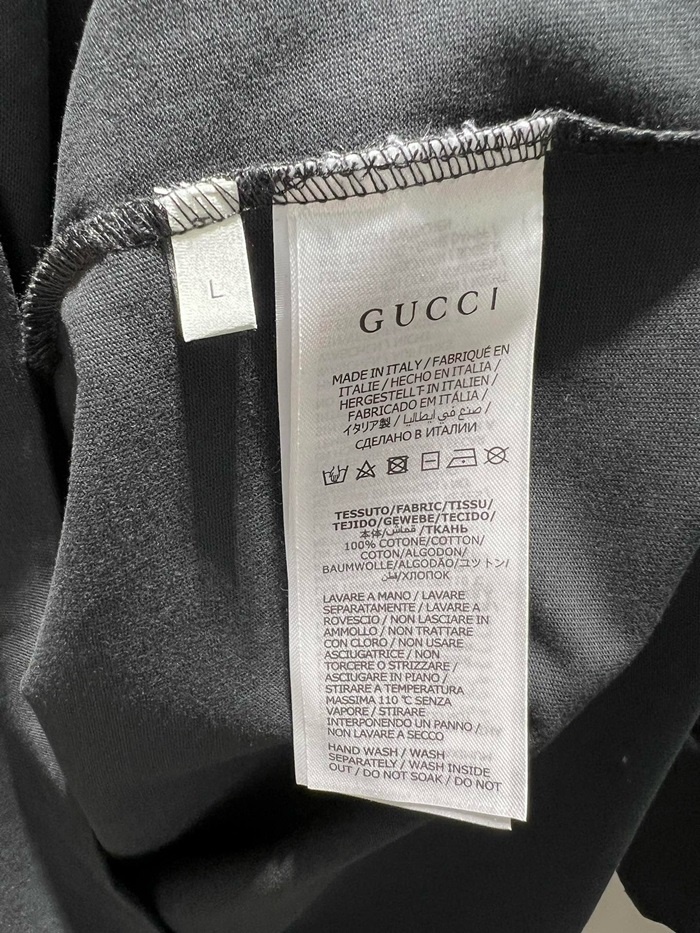 L
GUCCI
MADE IN ITALY / FABRIQUÉ EN
ITALIE / HECHO EN ITALIA /
HERGESTELLT IN ITALIEN /
FABRICADO EM ITÁLIA /
イタリア製 / صنع في ايطاليا /
СДЕЛАНО В ИТАЛИИ
TESSUTO/FABRIC/TISSU/
TEJIDO/GEWEBE/TECIDO/
本体/قماش/ТКАНЬ
100% COTONE/COTTON/
COTON/ALGODON/
BAUMWOLLE/ALGODÃO/コットン/
قطن/ХЛОПОК
LAVARE A MANO / LAVARE
SEPARATAMENTE / LAVARE A
ROVESCIO / NON LASCIARE IN
AMMOLLO / NON TRATTARE
CON CLORO / NON USARE
ASCIUGATRICE / NON
TORCERE O STRIZZARE /
ASCIUGARE IN PIANO /
STIRARE A TEMPERATURA
MASSIMA 110 °C SENZA
VAPORE / STIRARE
INTERPONENDO UN PANNO /
NON LAVARE A SECCO
HAND WASH / WASH
SEPARATELY / WASH INSIDE
OUT / DO NOT SOAK / DO NOT